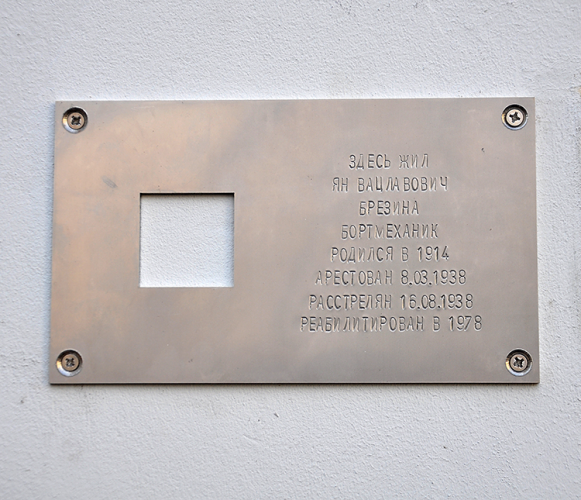 ЗДЕСЬ ЖИЛ
ЯН ВАЦЛАВОВИЧ
БРЕЗИНА
БОРТМЕХАНИК
РОДИЛСЯ В 1914
АРЕСТОВАН 8.03.1938
РАССТРЕЛЯН 16.08.1938
РЕАБИЛИТИРОВАН В 1978